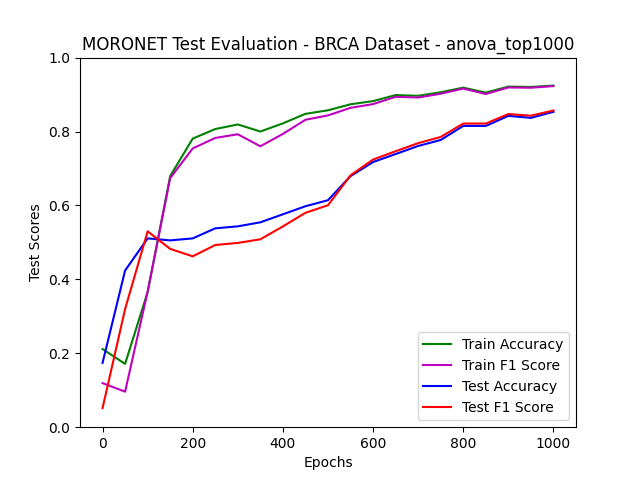 MORONET Test Evaluation - BRCA Dataset - anova_top1000
Test Scores
1.0
0.8
0.6
0.4
0.2
0.0
0 200 400 600 800 1000
Epochs
Train Accuracy
Train F1 Score
Test Accuracy
Test F1 Score